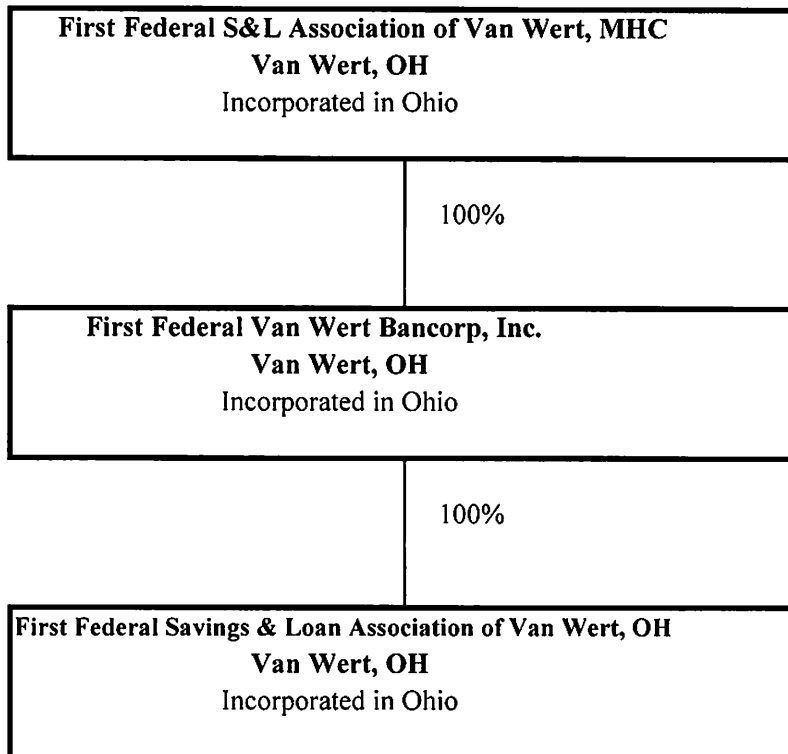 First Federal S&L Association of Van Wert, MHC
Van Wert, OH
Incorporated in Ohio
100%
First Federal Van Wert Bancorp, Inc.
Van Wert, OH
Incorporated in Ohio
100%
First Federal Savings & Loan Association of Van Wert, OH
Van Wert, OH
Incorporated in Ohio